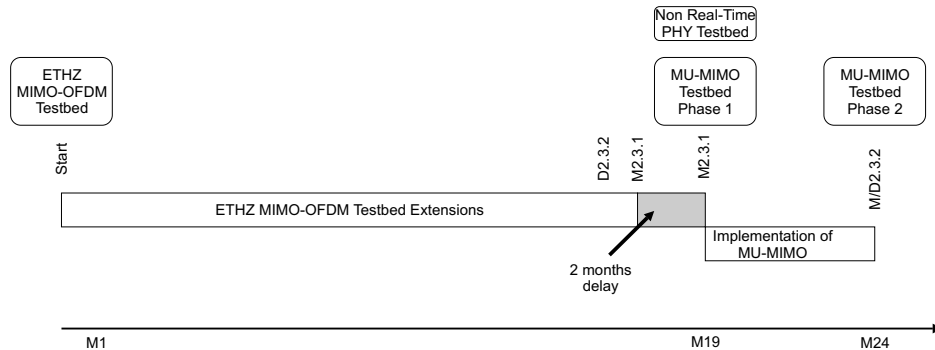 Non Real-Time
PHY Testbed
ETHZ
MIMO-OFDM
Testbed
MU-MIMO
Testbed
Phase 1
MU-MIMO
Testbed
Phase 2
Start
D2.3.2
M2.3.1
M2.3.1
M/D2.3.2
ETHZ MIMO-OFDM Testbed Extensions
Implementation of
MU-MIMO
2 months
delay
M1
M19
M24